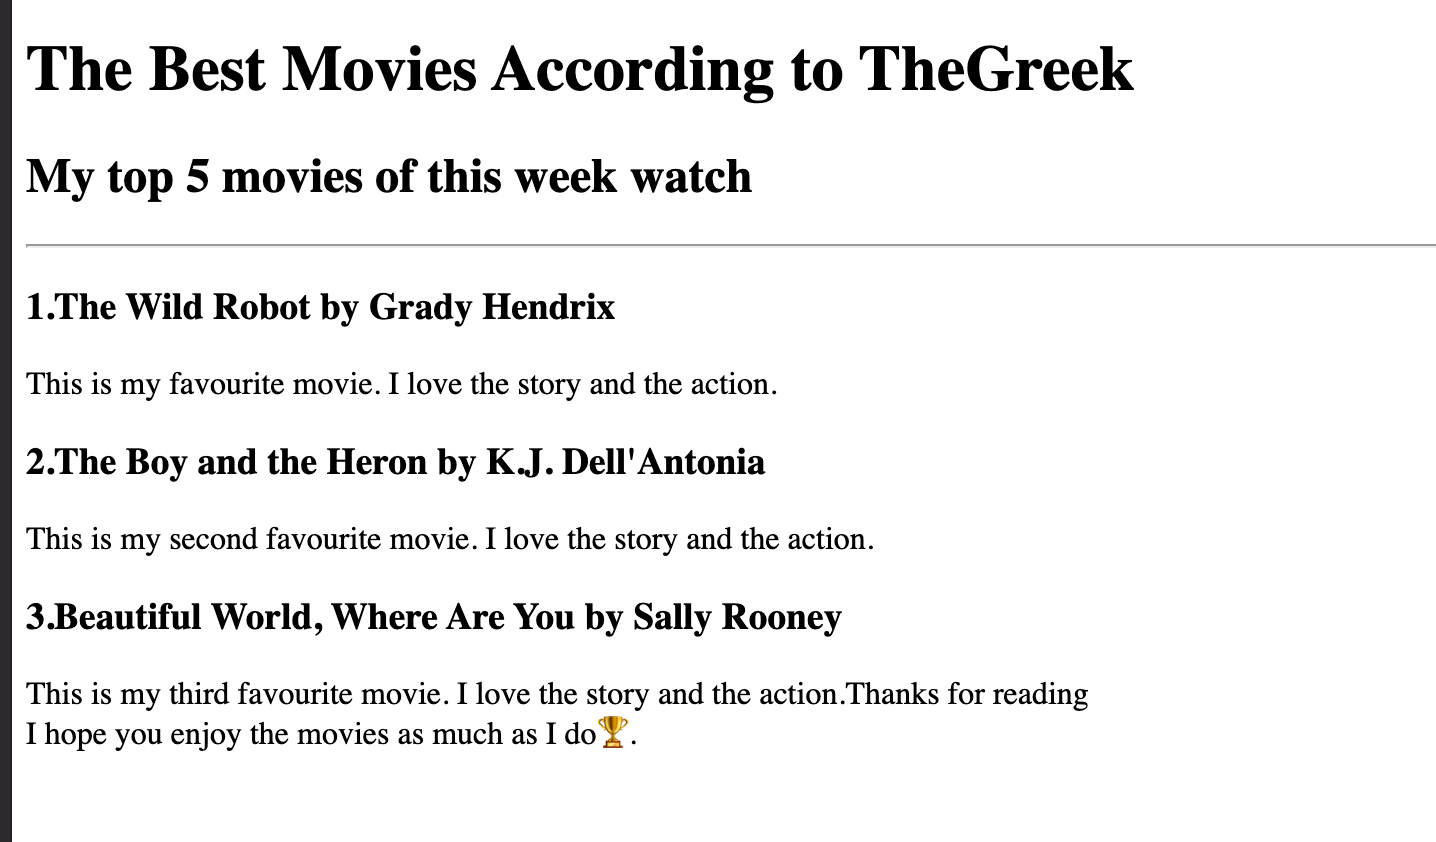 The Best Movies According to TheGreek
My top 5 movies of this week watch
1.The Wild Robot by Grady Hendrix
This is my favourite movie. I love the story and the action.
2.The Boy and the Heron by K.J. Dell'Antonia
This is my second favourite movie. I love the story and the action.
3.Beautiful World, Where Are You by Sally Rooney
This is my third favourite movie. I love the story and the action.Thanks for reading
I hope you enjoy the movies as much as I do🏆.